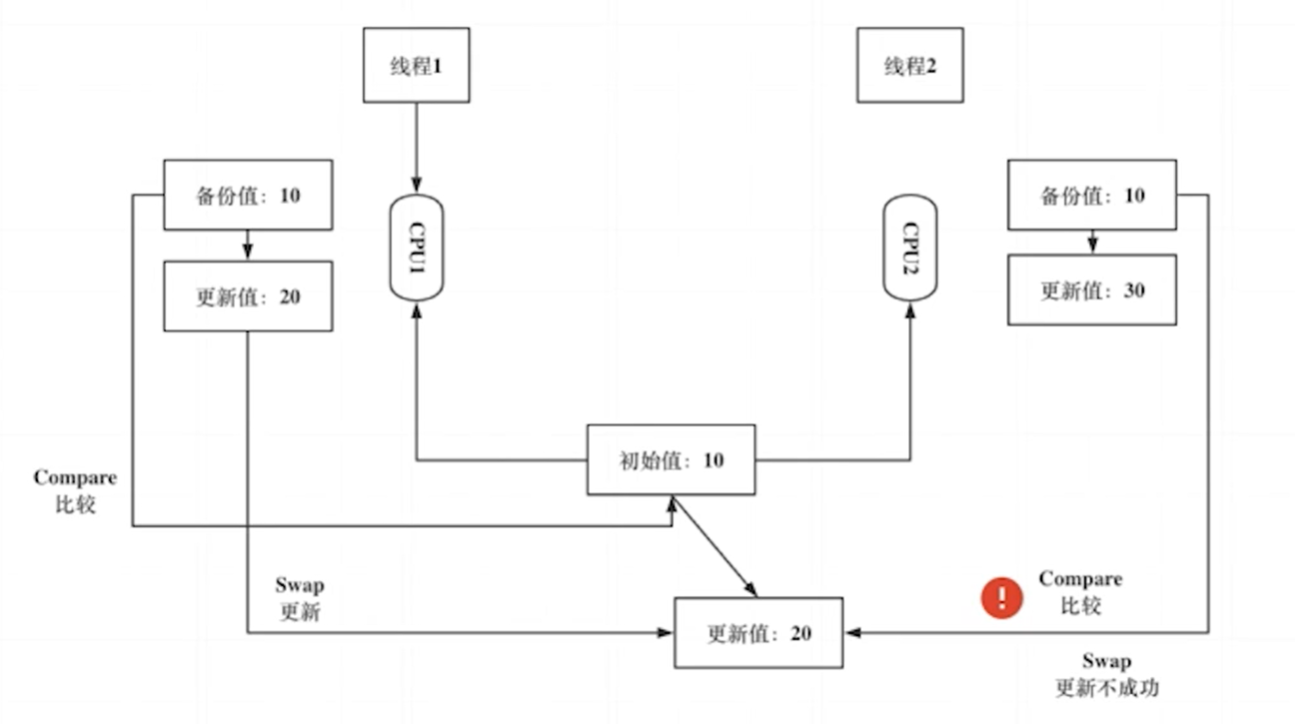 线程1
线程2
备份值：10
备份值：10
CPU1
CPU2
更新值：20
更新值：30
初始值：10
Compare
比较
Swap
更新
Compare
比较
更新值：20
Swap
更新不成功